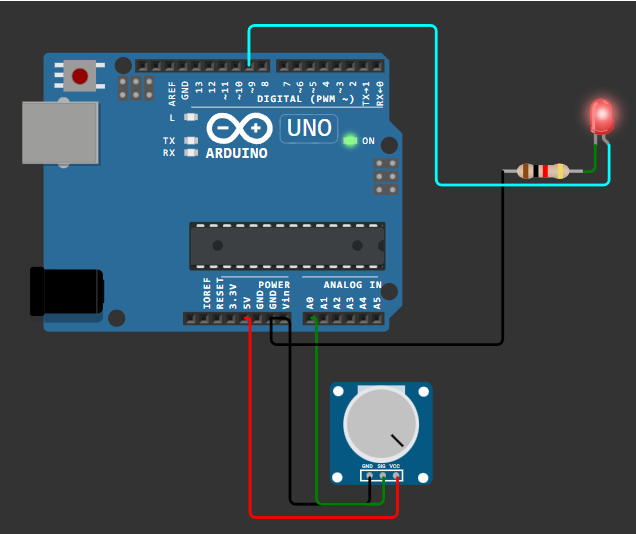 AREF
GND
13
12
~11
~10
~9
8
7
~6
~5
4
~3
2
TX→1
RX←0
DIGITAL (PWM ~)
L
TX
RX
ARDUINO
UNO
ON
IOREF
RESET
3.3V
5V
GND
GND
Vin
POWER
ANALOG IN
A0
A1
A2
A3
A4
A5
GND SIG VCC